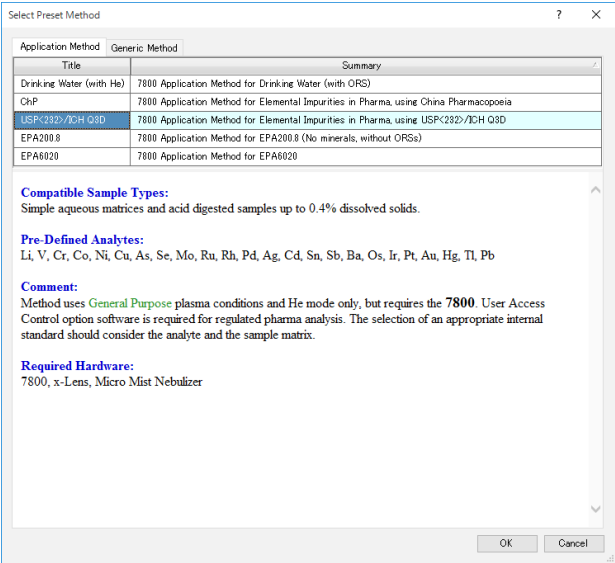 Select Preset Method
? ×
Application Method Generic Method
Title Summary
Drinking Water (with He) 7800 Application Method for Drinking Water (with ORS)
ChP 7800 Application Method for Elemental Impurities in Pharma, using China Pharmacopoeia
USP<232>/ICH Q3D 7800 Application Method for Elemental Impurities in Pharma, using USP<232>/ICH Q3D
EPA200.8 7800 Application Method for EPA200.8 (No minerals, without ORSs)
EPA6020 7800 Application Method for EPA6020
Compatible Sample Types:
Simple aqueous matrices and acid digested samples up to 0.4% dissolved solids.
Pre-Defined Analytes:
Li, V, Cr, Co, Ni, Cu, As, Se, Mo, Ru, Rh, Pd, Ag, Cd, Sn, Sb, Ba, Os, Ir, Pt, Au, Hg, Tl, Pb
Comment:
Method uses General Purpose plasma conditions and He mode only, but requires the 7800. User Access
Control option software is required for regulated pharma analysis. The selection of an appropriate internal
standard should consider the analyte and the sample matrix.
Required Hardware:
7800, x-Lens, Micro Mist Nebulizer
OK Cancel